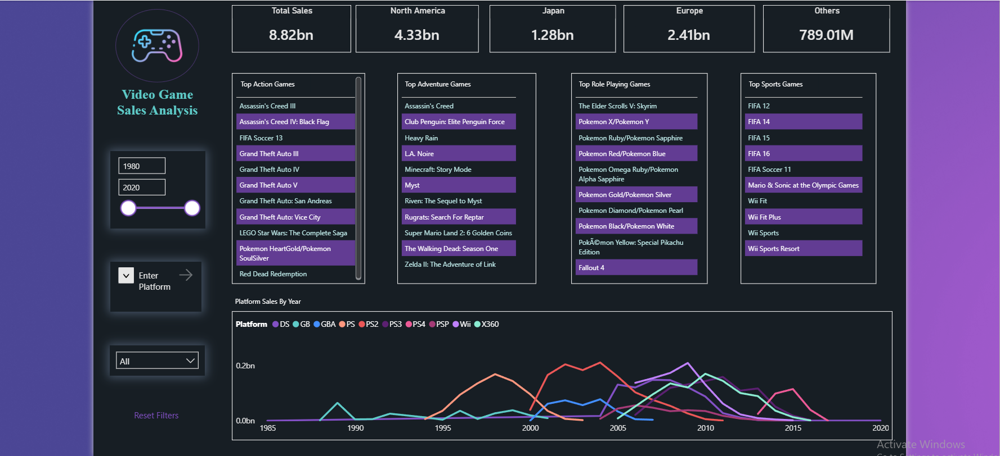 Total Sales
8.82bn
North America
4.33bn
Japan
1.28bn
Europe
2.41bn
Others
789.01M
Video Game
Sales Analysis
1980
2020
Enter
Platform
All
Reset Filters
Top Action Games
Assassin's Creed III
Assassin's Creed IV: Black Flag
FIFA Soccer 13
Grand Theft Auto III
Grand Theft Auto IV
Grand Theft Auto V
Grand Theft Auto: San Andreas
Grand Theft Auto: Vice City
LEGO Star Wars: The Complete Saga
Pokemon HeartGold/Pokemon
SoulSilver
Red Dead Redemption
Top Adventure Games
Assassin's Creed
Club Penguin: Elite Penguin Force
Heavy Rain
L.A. Noire
Minecraft: Story Mode
Myst
Riven: The Sequel to Myst
Rugrats: Search For Reptar
Super Mario Land 2: 6 Golden Coins
The Walking Dead: Season One
Zelda II: The Adventure of Link
Top Role Playing Games
The Elder Scrolls V: Skyrim
Pokemon X/Pokemon Y
Pokemon Ruby/Pokemon Sapphire
Pokemon Red/Pokemon Blue
Pokemon Omega Ruby/Pokemon
Alpha Sapphire
Pokemon Gold/Pokemon Silver
Pokemon Diamond/Pokemon Pearl
Pokemon Black/Pokemon White
PokÃ©mon Yellow: Special Pikachu
Edition
Fallout 4
Top Sports Games
FIFA 12
FIFA 14
FIFA 15
FIFA 16
FIFA Soccer 11
Mario & Sonic at the Olympic Games
Wii Fit
Wii Fit Plus
Wii Sports
Wii Sports Resort
Platform Sales By Year
Platform DS GB GBA PS PS2 PS3 PS4 PSP Wii X360
0.2bn
0.0bn
1985 1990 1995 2000 2005 2010 2015 2020
Activate Windows